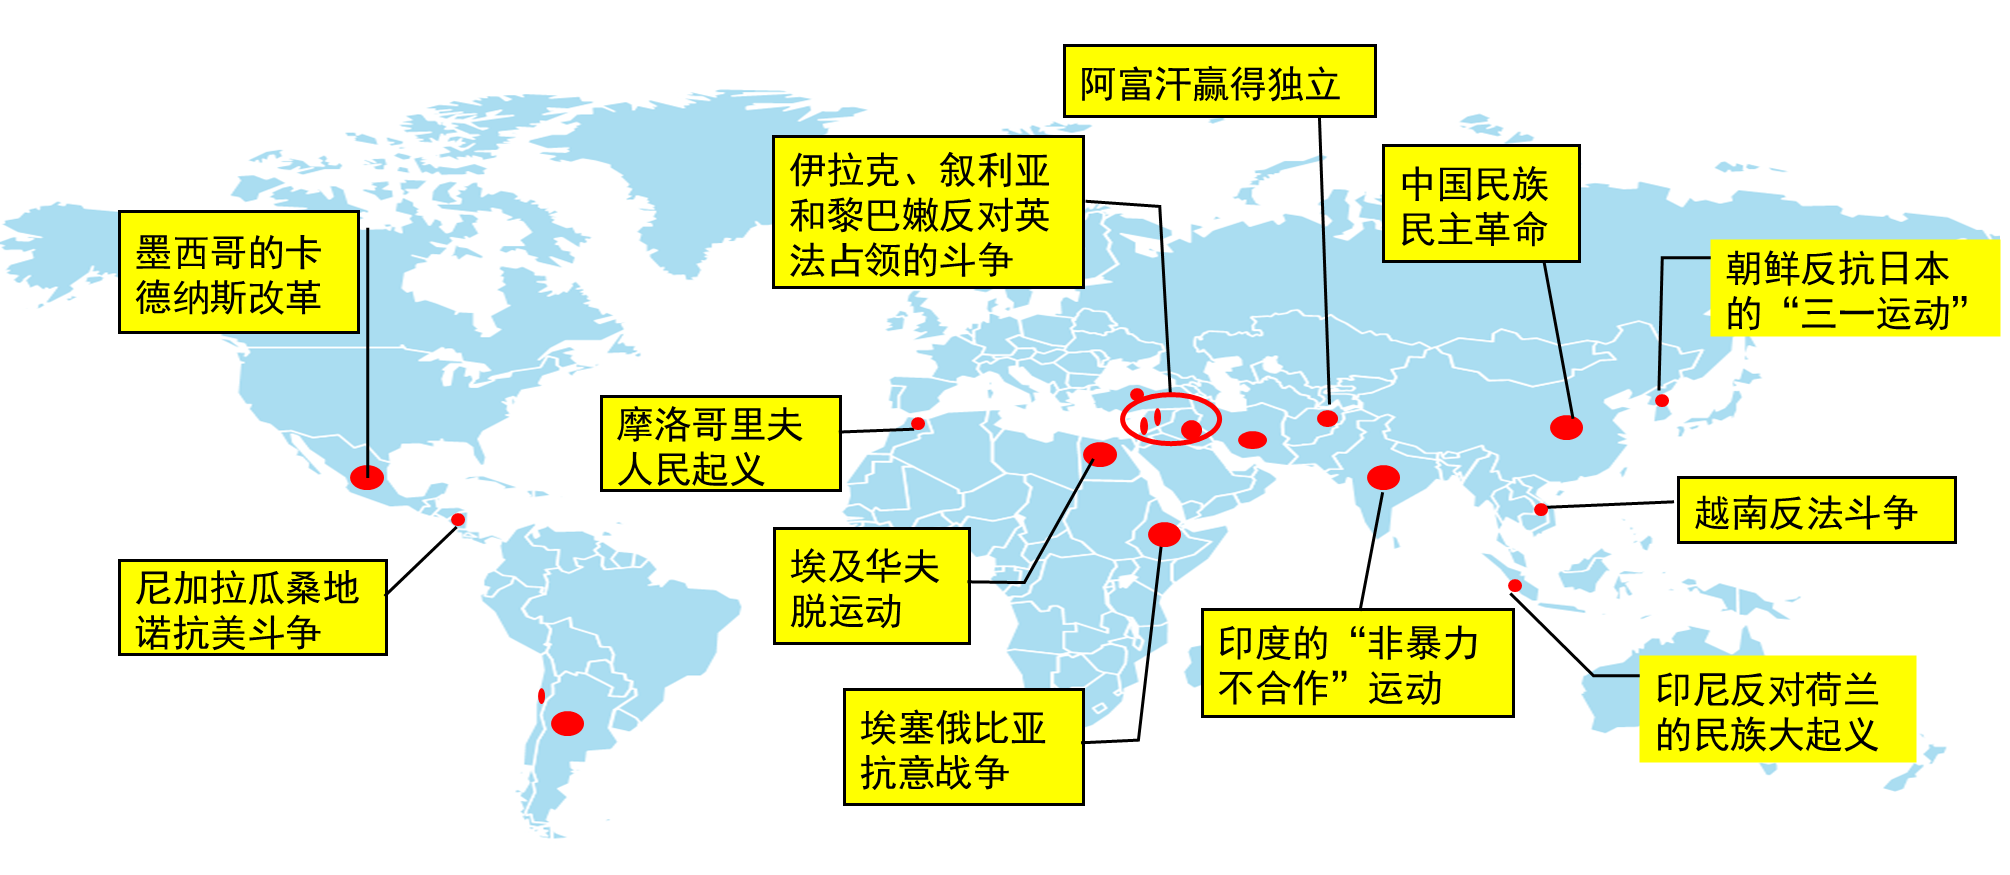 阿富汗赢得独立
伊拉克、叙利亚
和黎巴嫩反对英
法占领的斗争
中国民族
民主革命
墨西哥的卡
德纳斯改革
朝鲜反抗日本
的“三一运动”
摩洛哥里夫
人民起义
越南反法斗争
埃及华夫
脱运动
尼加拉瓜桑地
诺抗美斗争
印度的“非暴力
不合作”运动
印尼反对荷兰
的民族大起义
埃塞俄比亚
抗意战争